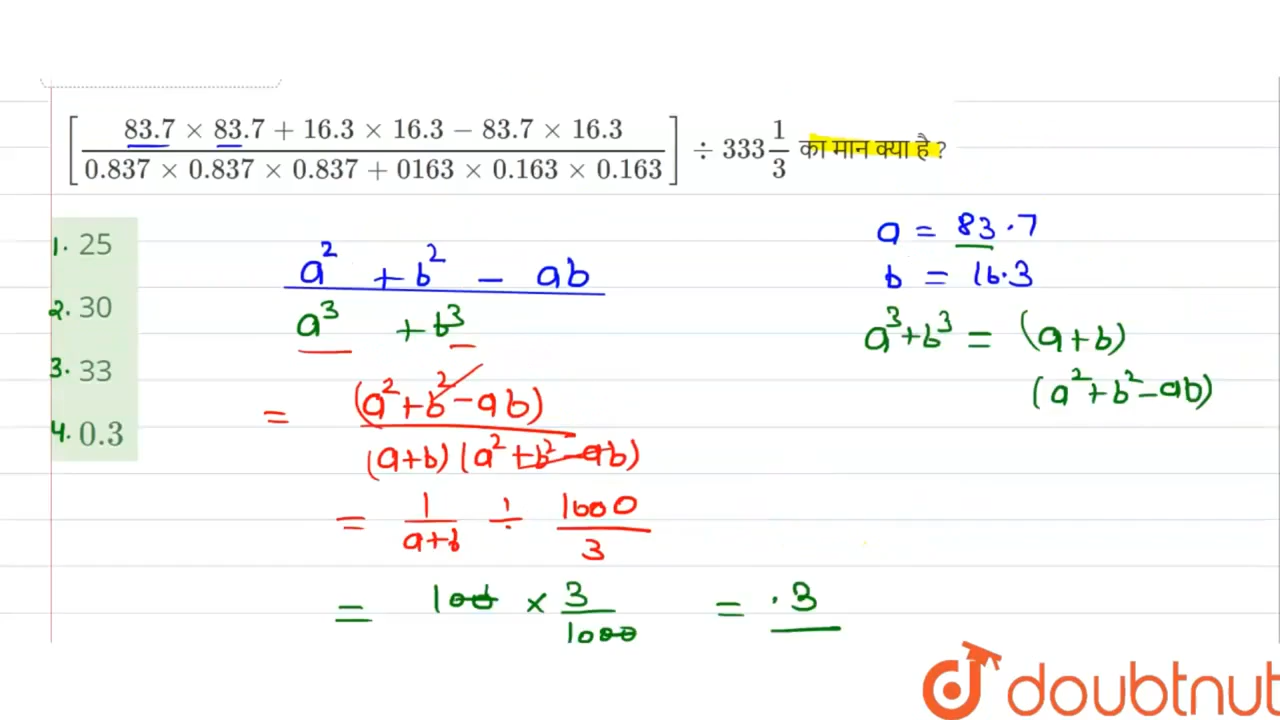 [ (83.7 × 83.7 + 16.3 × 16.3 − 83.7 × 16.3) / (0.837 × 0.837 × 0.837 + 0163 × 0.163 × 0.163) ] ÷ 333 1/3 का मान क्या है ?
1. 25
2. 30
3. 33
4. 0.3
a² + b² − ab
a³ + b³
= (a² + b² − ab)
(a+b) (a² + b² − ab)
= 1/(a+b) ÷ 1000/3
= 100 × 3/1000 = .3
a = 83.7
b = 16.3
a³ + b³ = (a+b)
(a² + b² − ab)
doubtnut